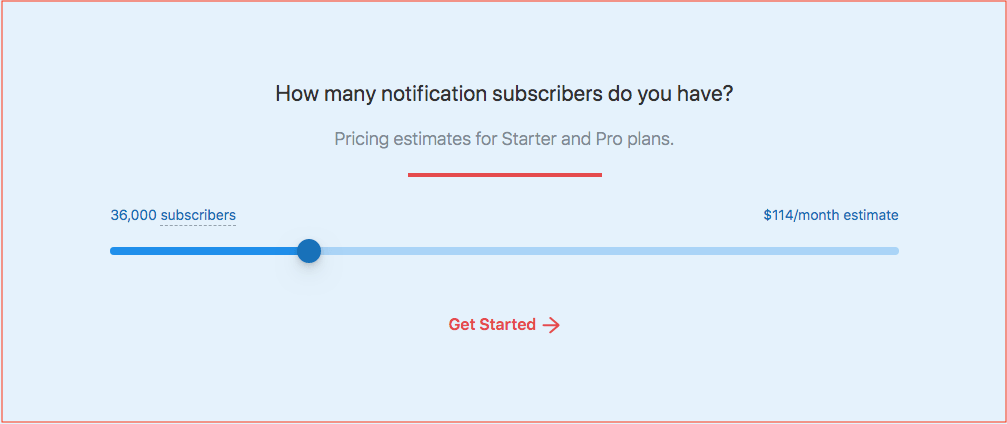 How many notification subscribers do you have?
Pricing estimates for Starter and Pro plans.
36,000 subscribers
$114/month estimate
Get Started